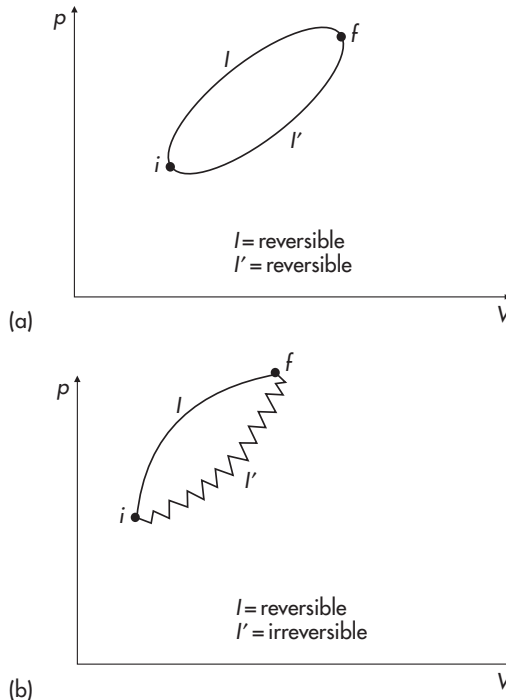 p
f
I
I′
i
I = reversible
I′ = reversible
V
(a)
f
p
I
I′
i
I = reversible
I′ = irreversible
V
(b)